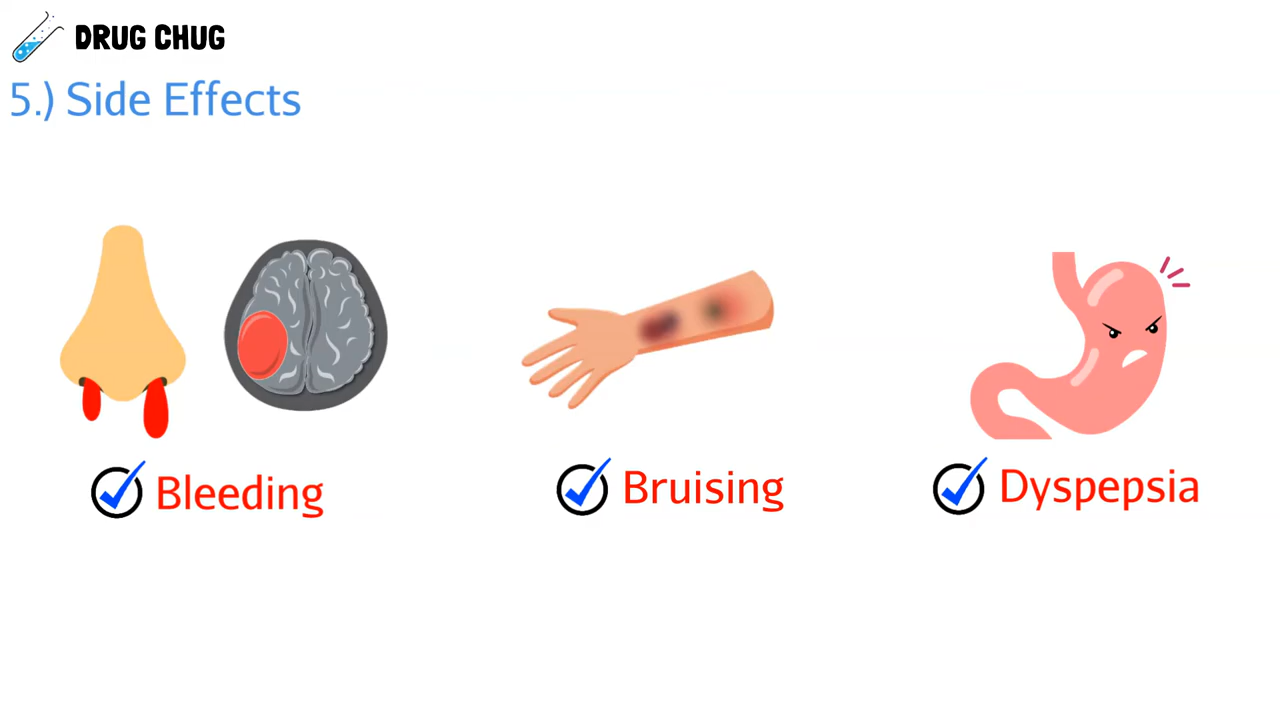 DRUG CHUG
5.) Side Effects
Bleeding
Bruising
Dyspepsia